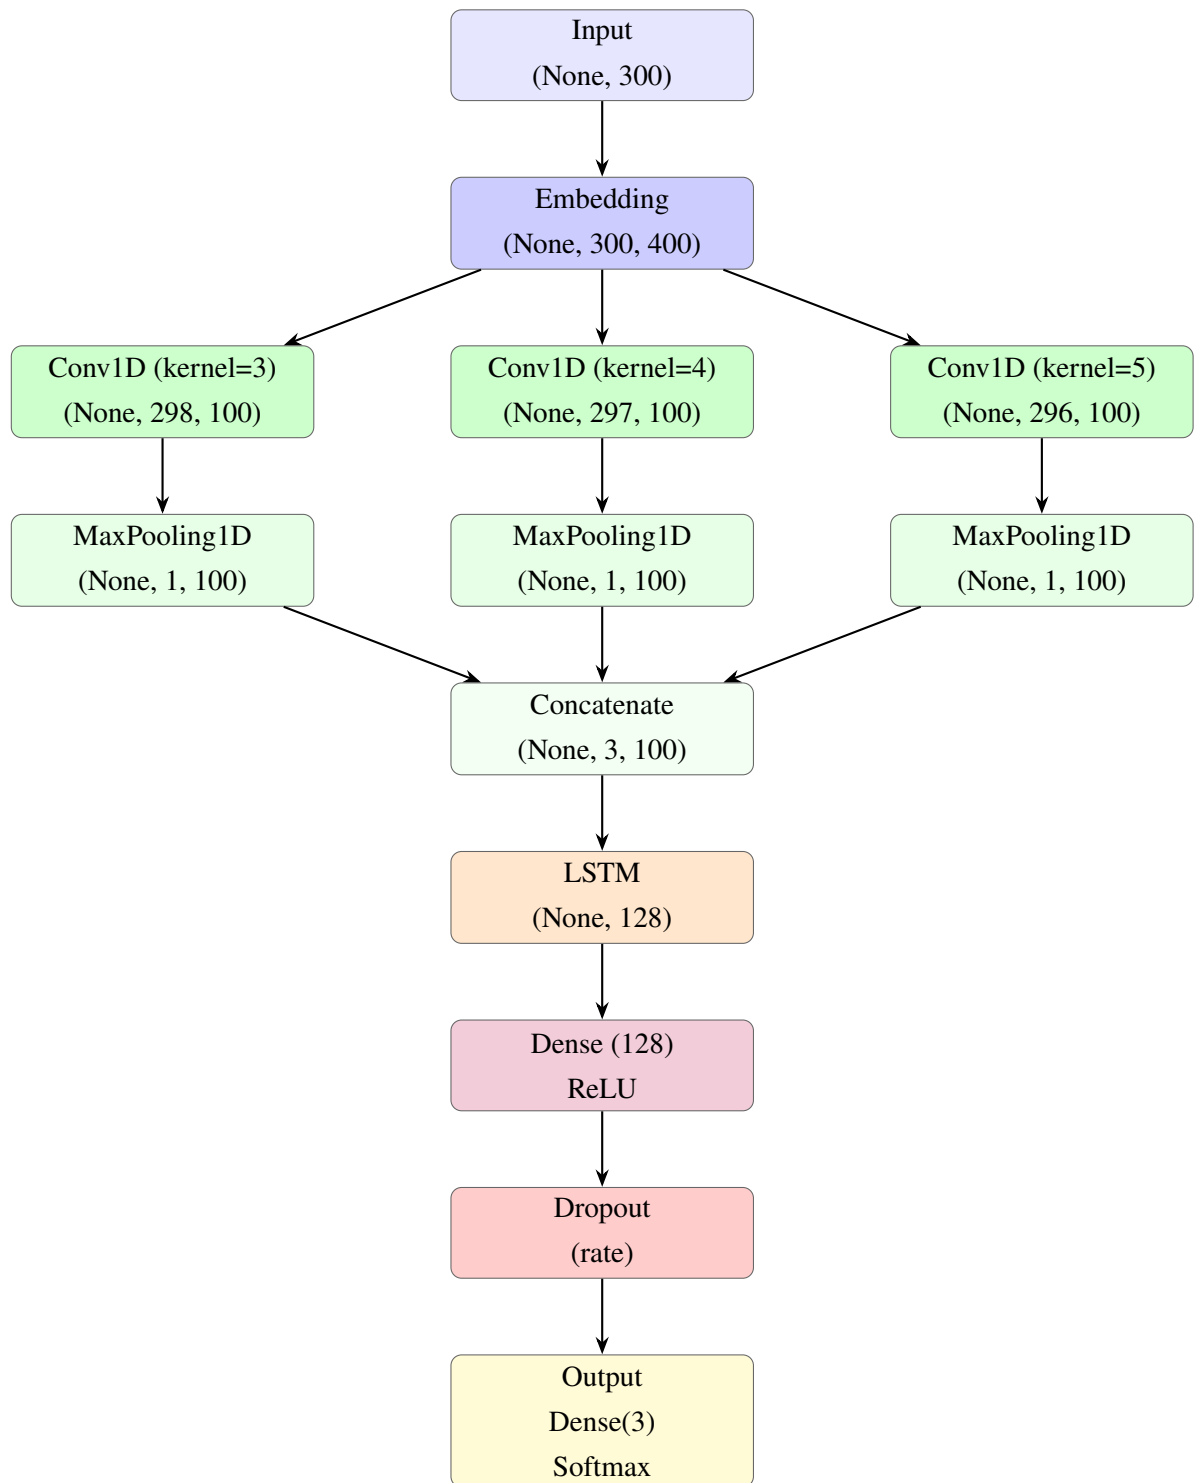 Input
(None, 300)
Embedding
(None, 300, 400)
Conv1D (kernel=3)
(None, 298, 100)
Conv1D (kernel=4)
(None, 297, 100)
Conv1D (kernel=5)
(None, 296, 100)
MaxPooling1D
(None, 1, 100)
MaxPooling1D
(None, 1, 100)
MaxPooling1D
(None, 1, 100)
Concatenate
(None, 3, 100)
LSTM
(None, 128)
Dense (128)
ReLU
Dropout
(rate)
Output
Dense(3)
Softmax